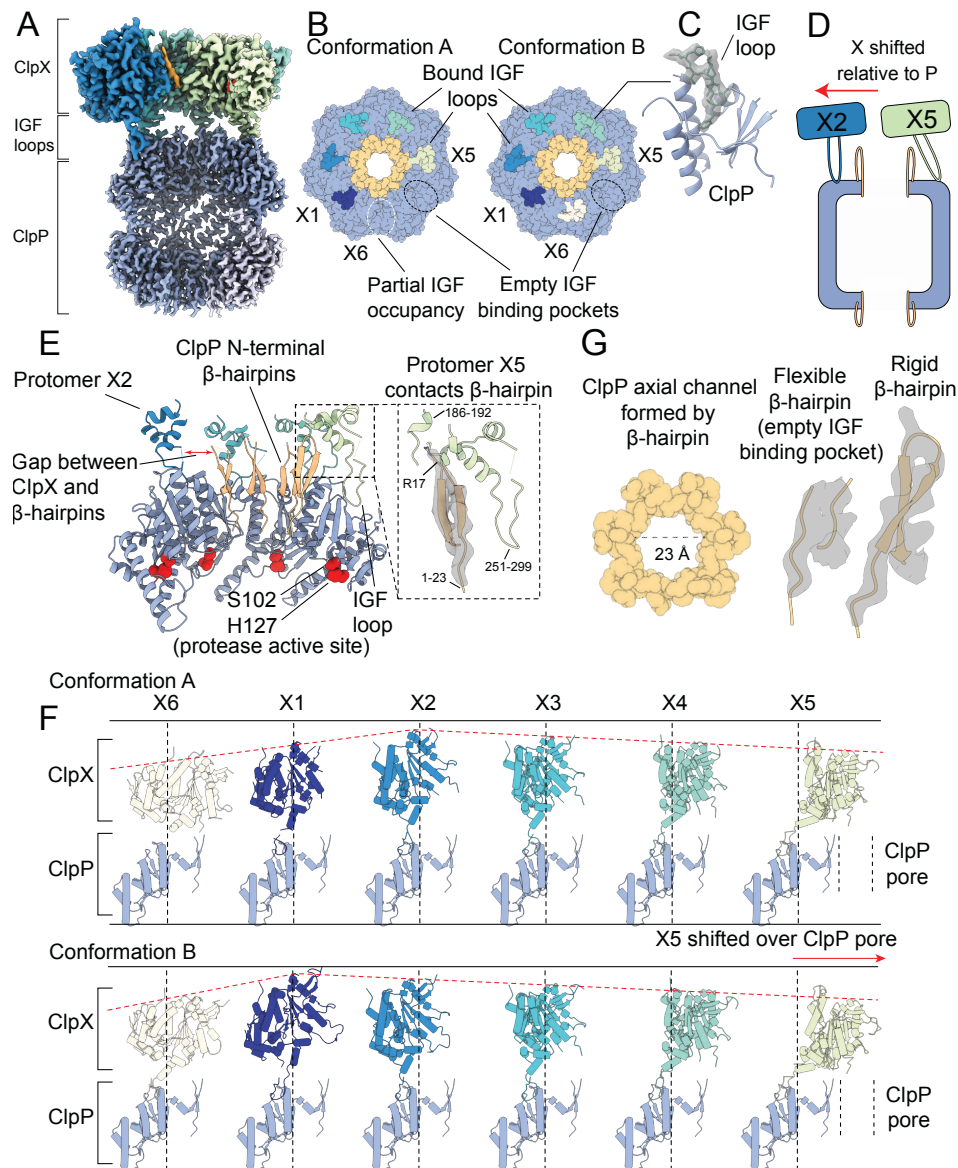 A
ClpX
IGF
loops
ClpP
B
Conformation A
Conformation B
Bound IGF
loops
X5
X5
X1
X1
X6
X6
Partial IGF
occupancy
Empty IGF
binding pockets
C
IGF
loop
ClpP
D
X shifted
relative to P
X2
X5
E
ClpP N-terminal
β-hairpins
Protomer X2
Gap between
ClpX and
β-hairpins
S102
H127
(protease active site)
IGF
loop
Protomer X5
contacts β-hairpin
186-192
R17
251-299
1-23
G
ClpP axial channel
formed by
β-hairpin
23 Å
Flexible
β-hairpin
(empty IGF
binding pocket)
Rigid
β-hairpin
Conformation A
F
X6
X1
X2
X3
X4
X5
ClpX
ClpP
ClpP
pore
Conformation B
X5 shifted over ClpP pore
ClpX
ClpP
ClpP
pore